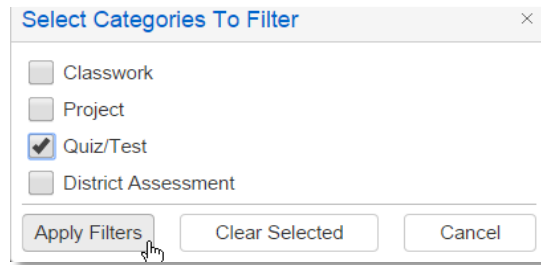 Select Categories To Filter
Classwork
Project
Quiz/Test
District Assessment
Apply Filters Clear Selected Cancel